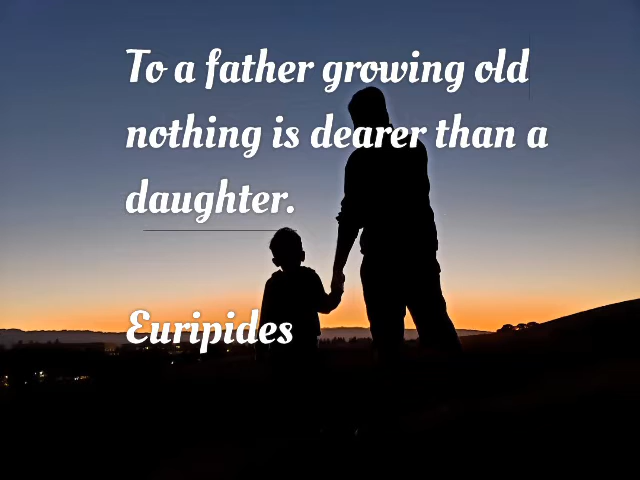 To a father growing old
nothing is dearer than a
daughter.
Euripides